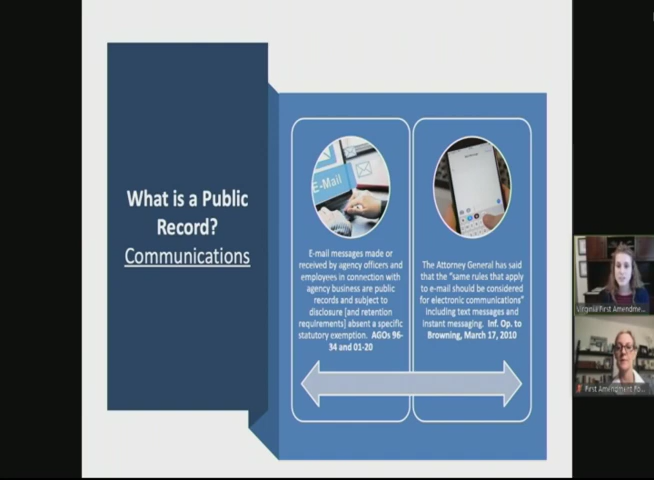 What is a Public
Record?
Communications
E-Mail
E-mail messages made or
received by agency officers and
employees in connection with
agency business are public
records and subject to
disclosure [and retention
requirements] absent a specific
statutory exemption. AGOs 96-
34 and 01-20
The Attorney General has said
that the "same rules that apply
to e-mail should be considered
for electronic communications"
including text messages and
instant messaging. Inf. Op. to
Browning, March 17, 2010
Virginia First Amendme...
First Amendment Fo...